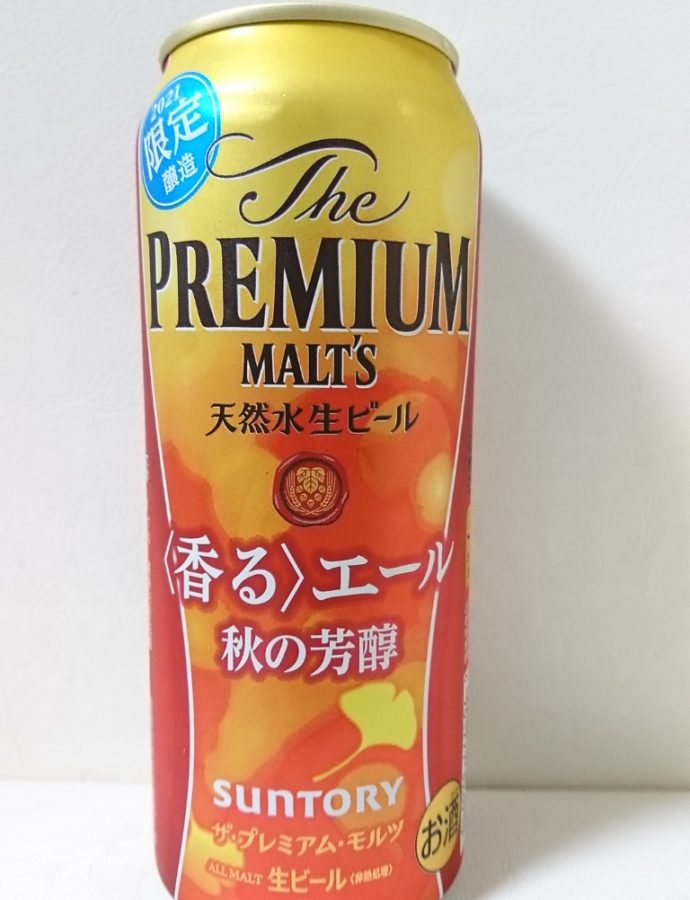 2021
限定
醸造
The
PREMIUM
MALT'S
天然水生ビール
〈香る〉エール
秋の芳醇
SUNTORY
ザ・プレミアム・モルツ
ALL MALT 生ビール〈非熱処理〉
お酒